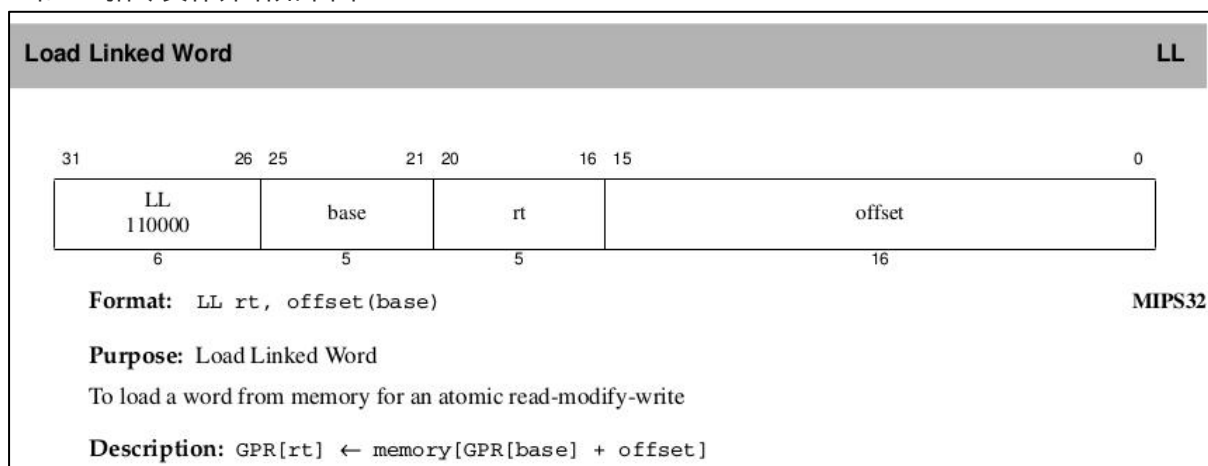 Load Linked Word LL
31 26 25 21 20 16 15 0
LL base rt offset
110000
6 5 5 16
Format: LL rt, offset(base) MIPS32
Purpose: Load Linked Word
To load a word from memory for an atomic read-modify-write
Description: GPR[rt] ← memory[GPR[base] + offset]